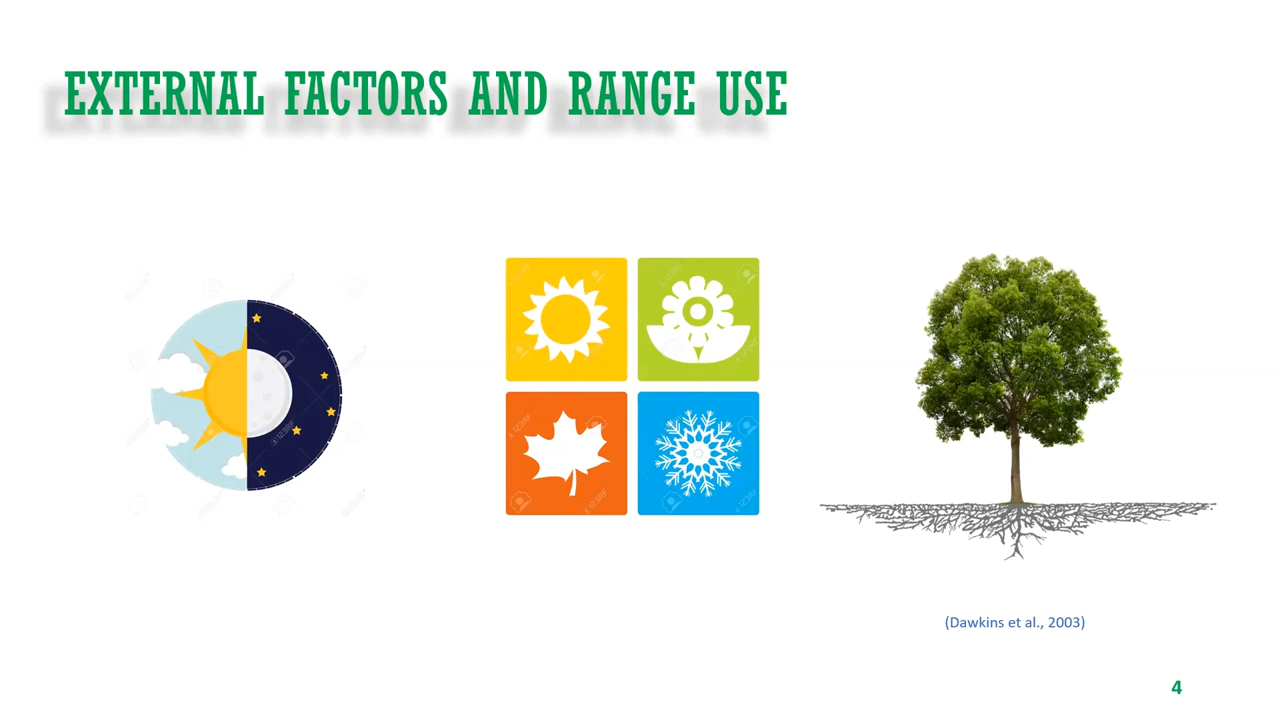 EXTERNAL FACTORS AND RANGE USE
(Dawkins et al., 2003)
4